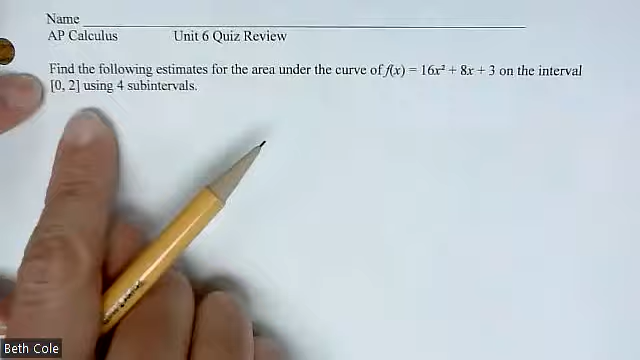 Name
AP Calculus Unit 6 Quiz Review
Find the following estimates for the area under the curve of f(x) = 16x² + 8x + 3 on the interval
[0, 2] using 4 subintervals.
Beth Cole